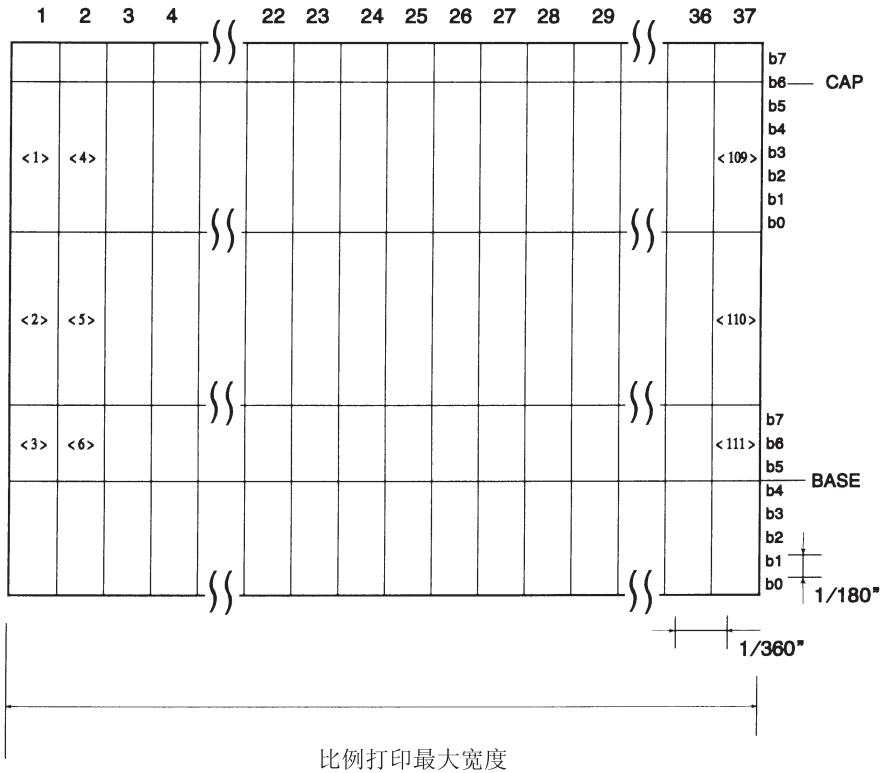 1 2 3 4 22 23 24 25 26 27 28 29 36 37
b7
b6 CAP
b5
b4
<1> <4> <109> b3
b2
b1
b0
<2> <5> <110>
b7
<3> <6> <111> b6
b5
BASE
b4
b3
b2
b1
b0
1/180"
1/360"
比例打印最大宽度